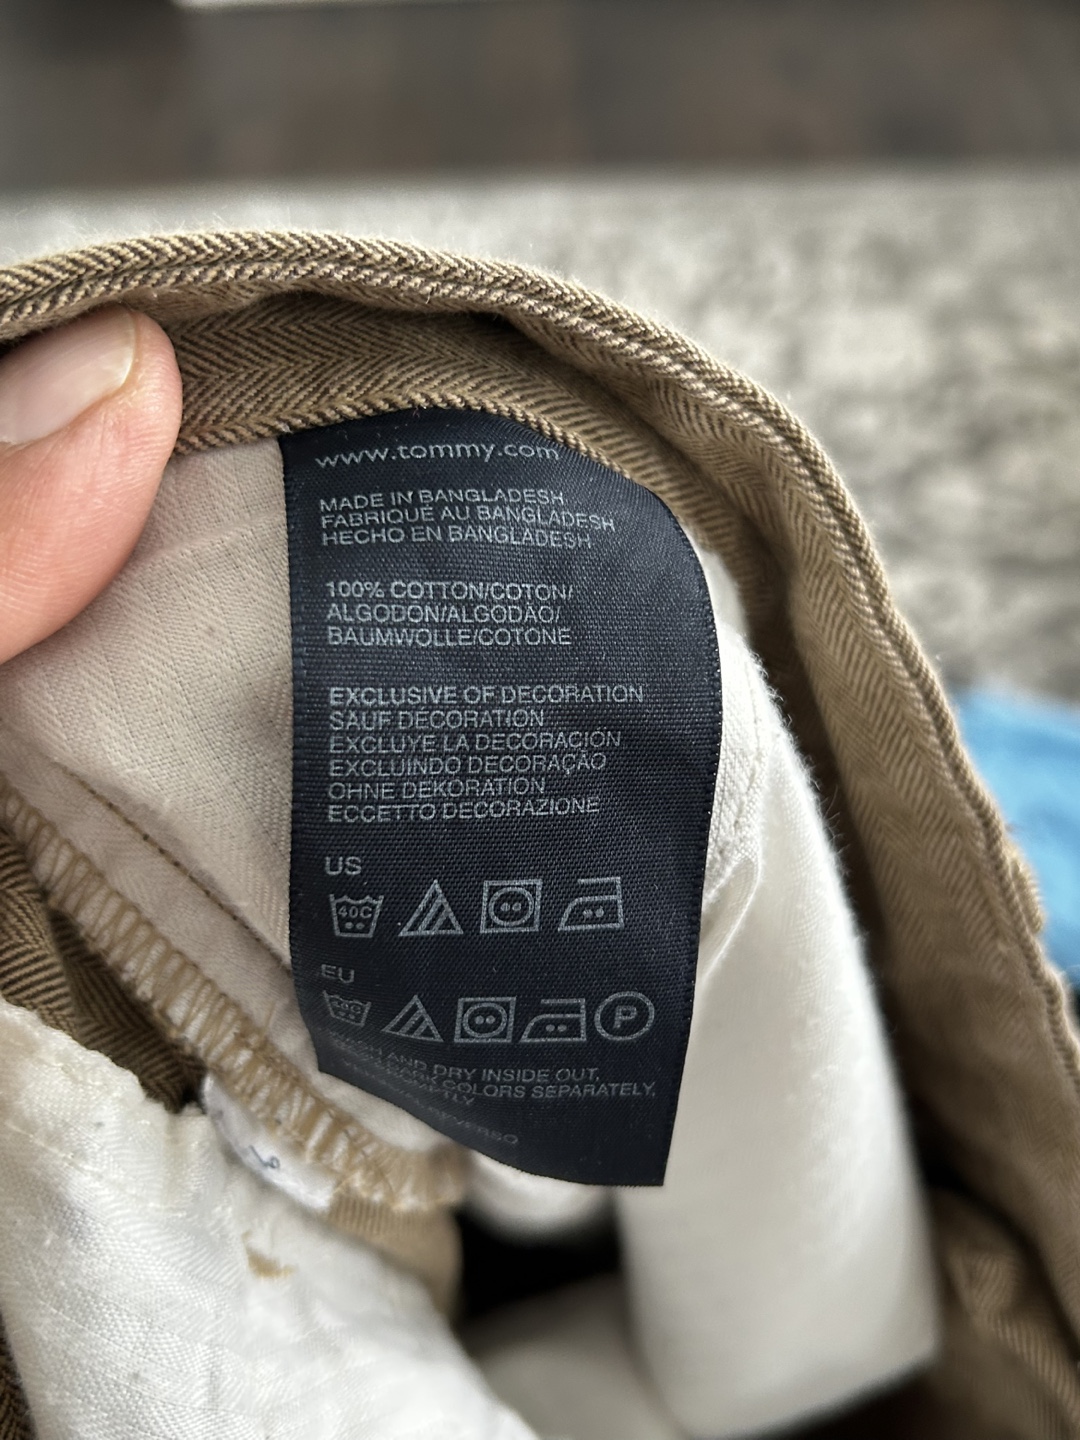 www.tommy.com
MADE IN BANGLADESH
FABRIQUÉ AU BANGLADESH
HECHO EN BANGLADESH
100% COTTON/COTON/
ALGODON/ALGODÃO/
BAUMWOLLE/COTONE
EXCLUSIVE OF DECORATION
SAUF DECORATION
EXCLUYE LA DECORACIÓN
EXCLUINDO DECORAÇÃO
OHNE DEKORATION
ECCETTO DECORAZIONE
US
40C
EU
P
AND DRY INSIDE OUT,
COLORS SEPARATELY,